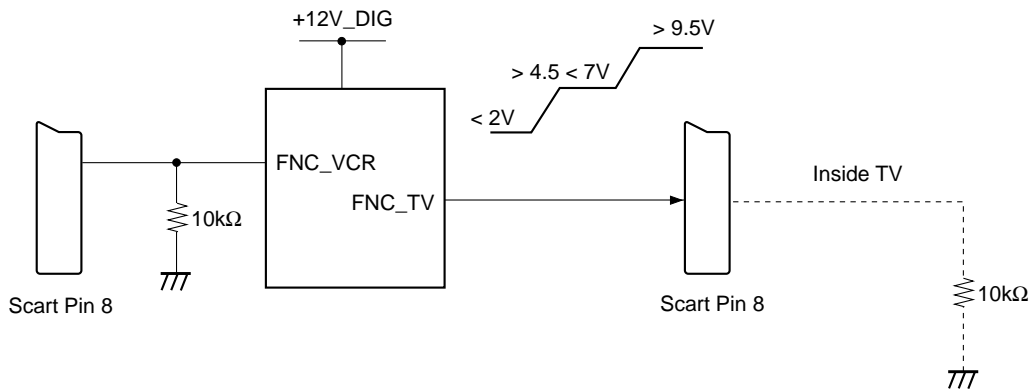 +12V_DIG
> 9.5V
> 4.5 < 7V
< 2V
FNC_VCR
FNC_TV
10kΩ
Scart Pin 8
Inside TV
Scart Pin 8
10kΩ